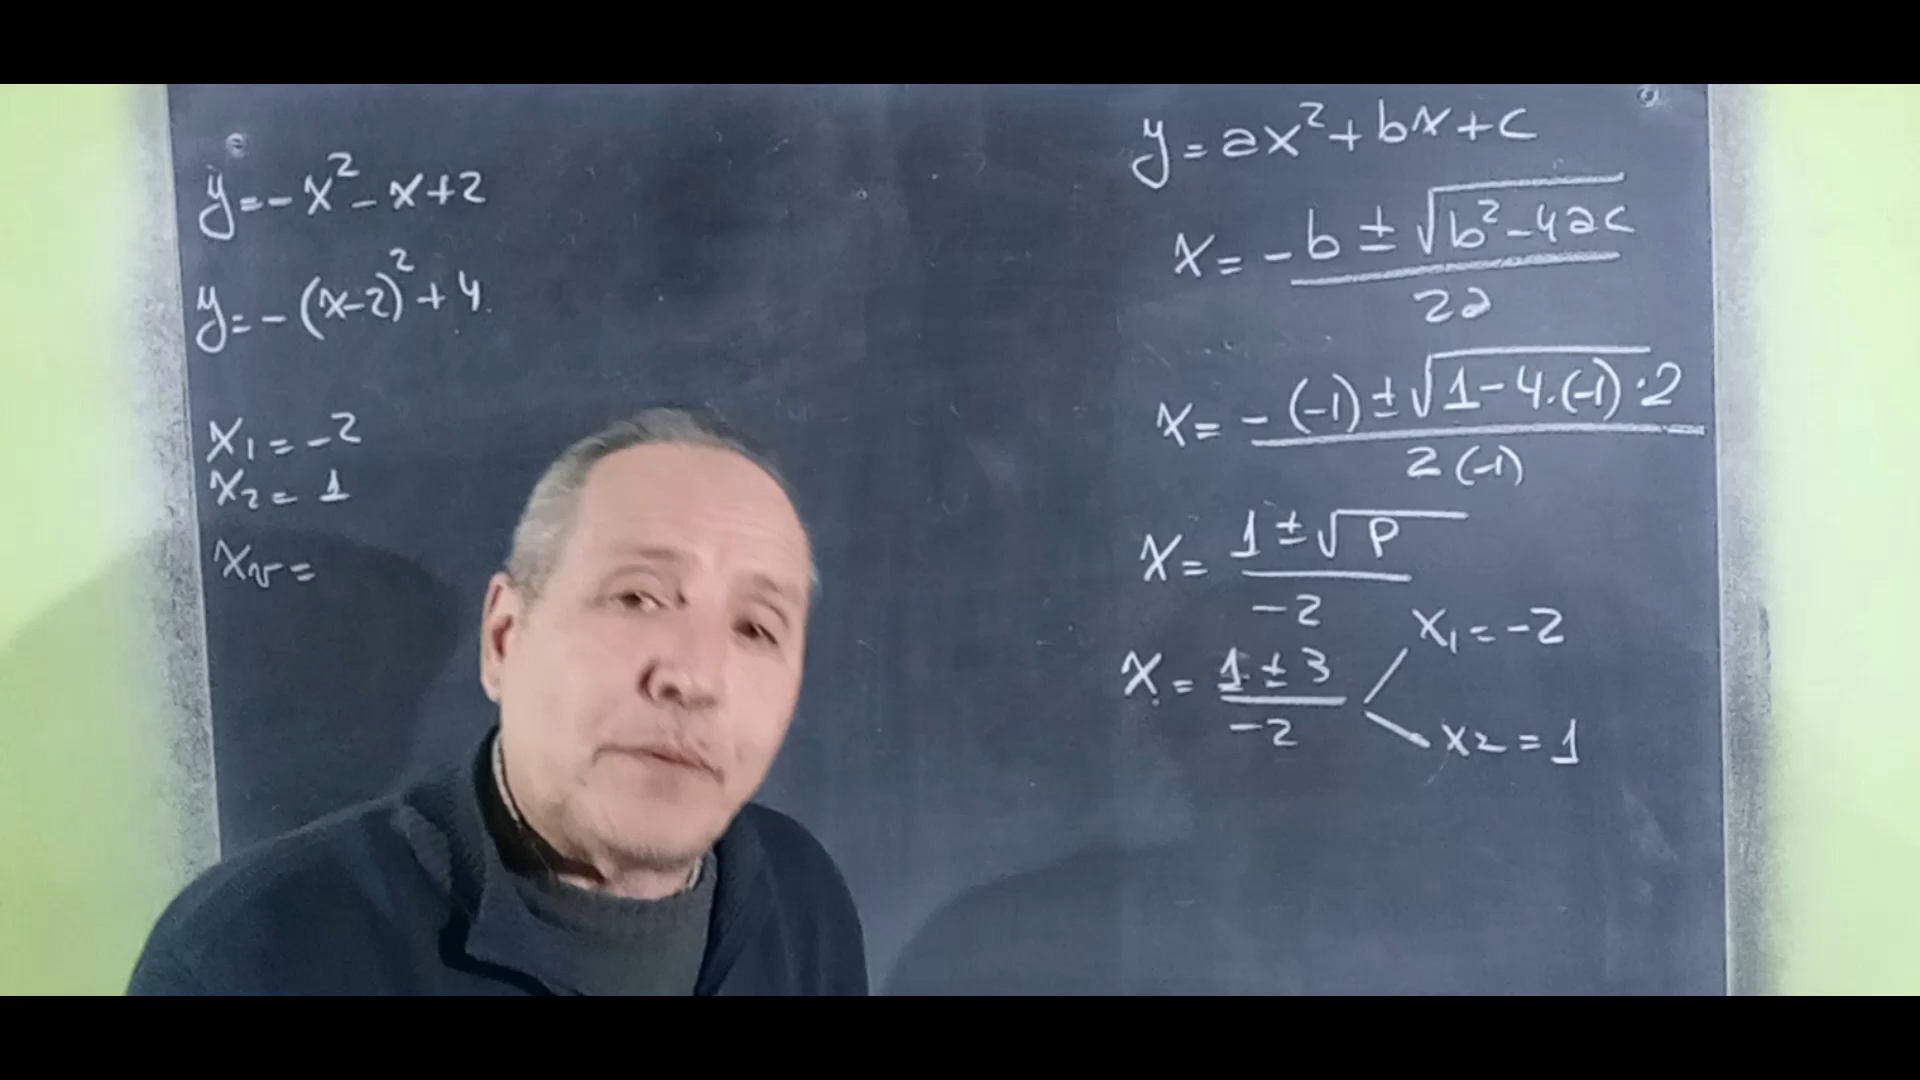 y=-x²-x+2
y=-(x-2)²+4
x₁=-2
x₂=1
xᵥ=
y=ax²+bx+c
x=-b±√b²-4ac
2a
x=-(-1)±√1-4.(-1)·2
2(-1)
x=1±√9
-2
x=1±3
-2
x₁=-2
x₂=1